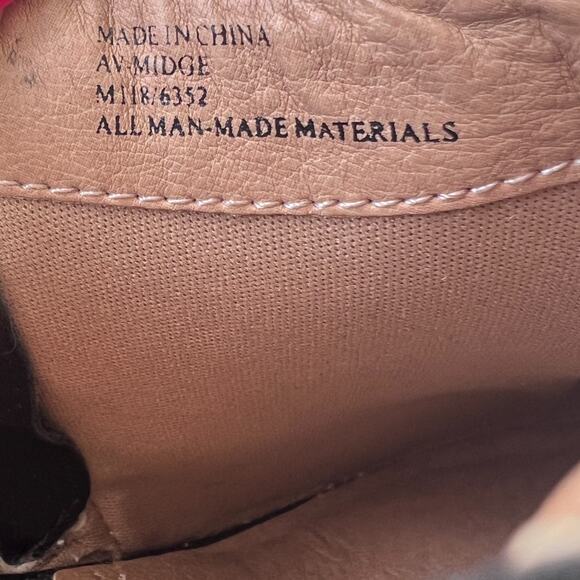 MADE IN CHINA
AV-MIDGE
M118/6352
ALL MAN-MADE MATERIALS